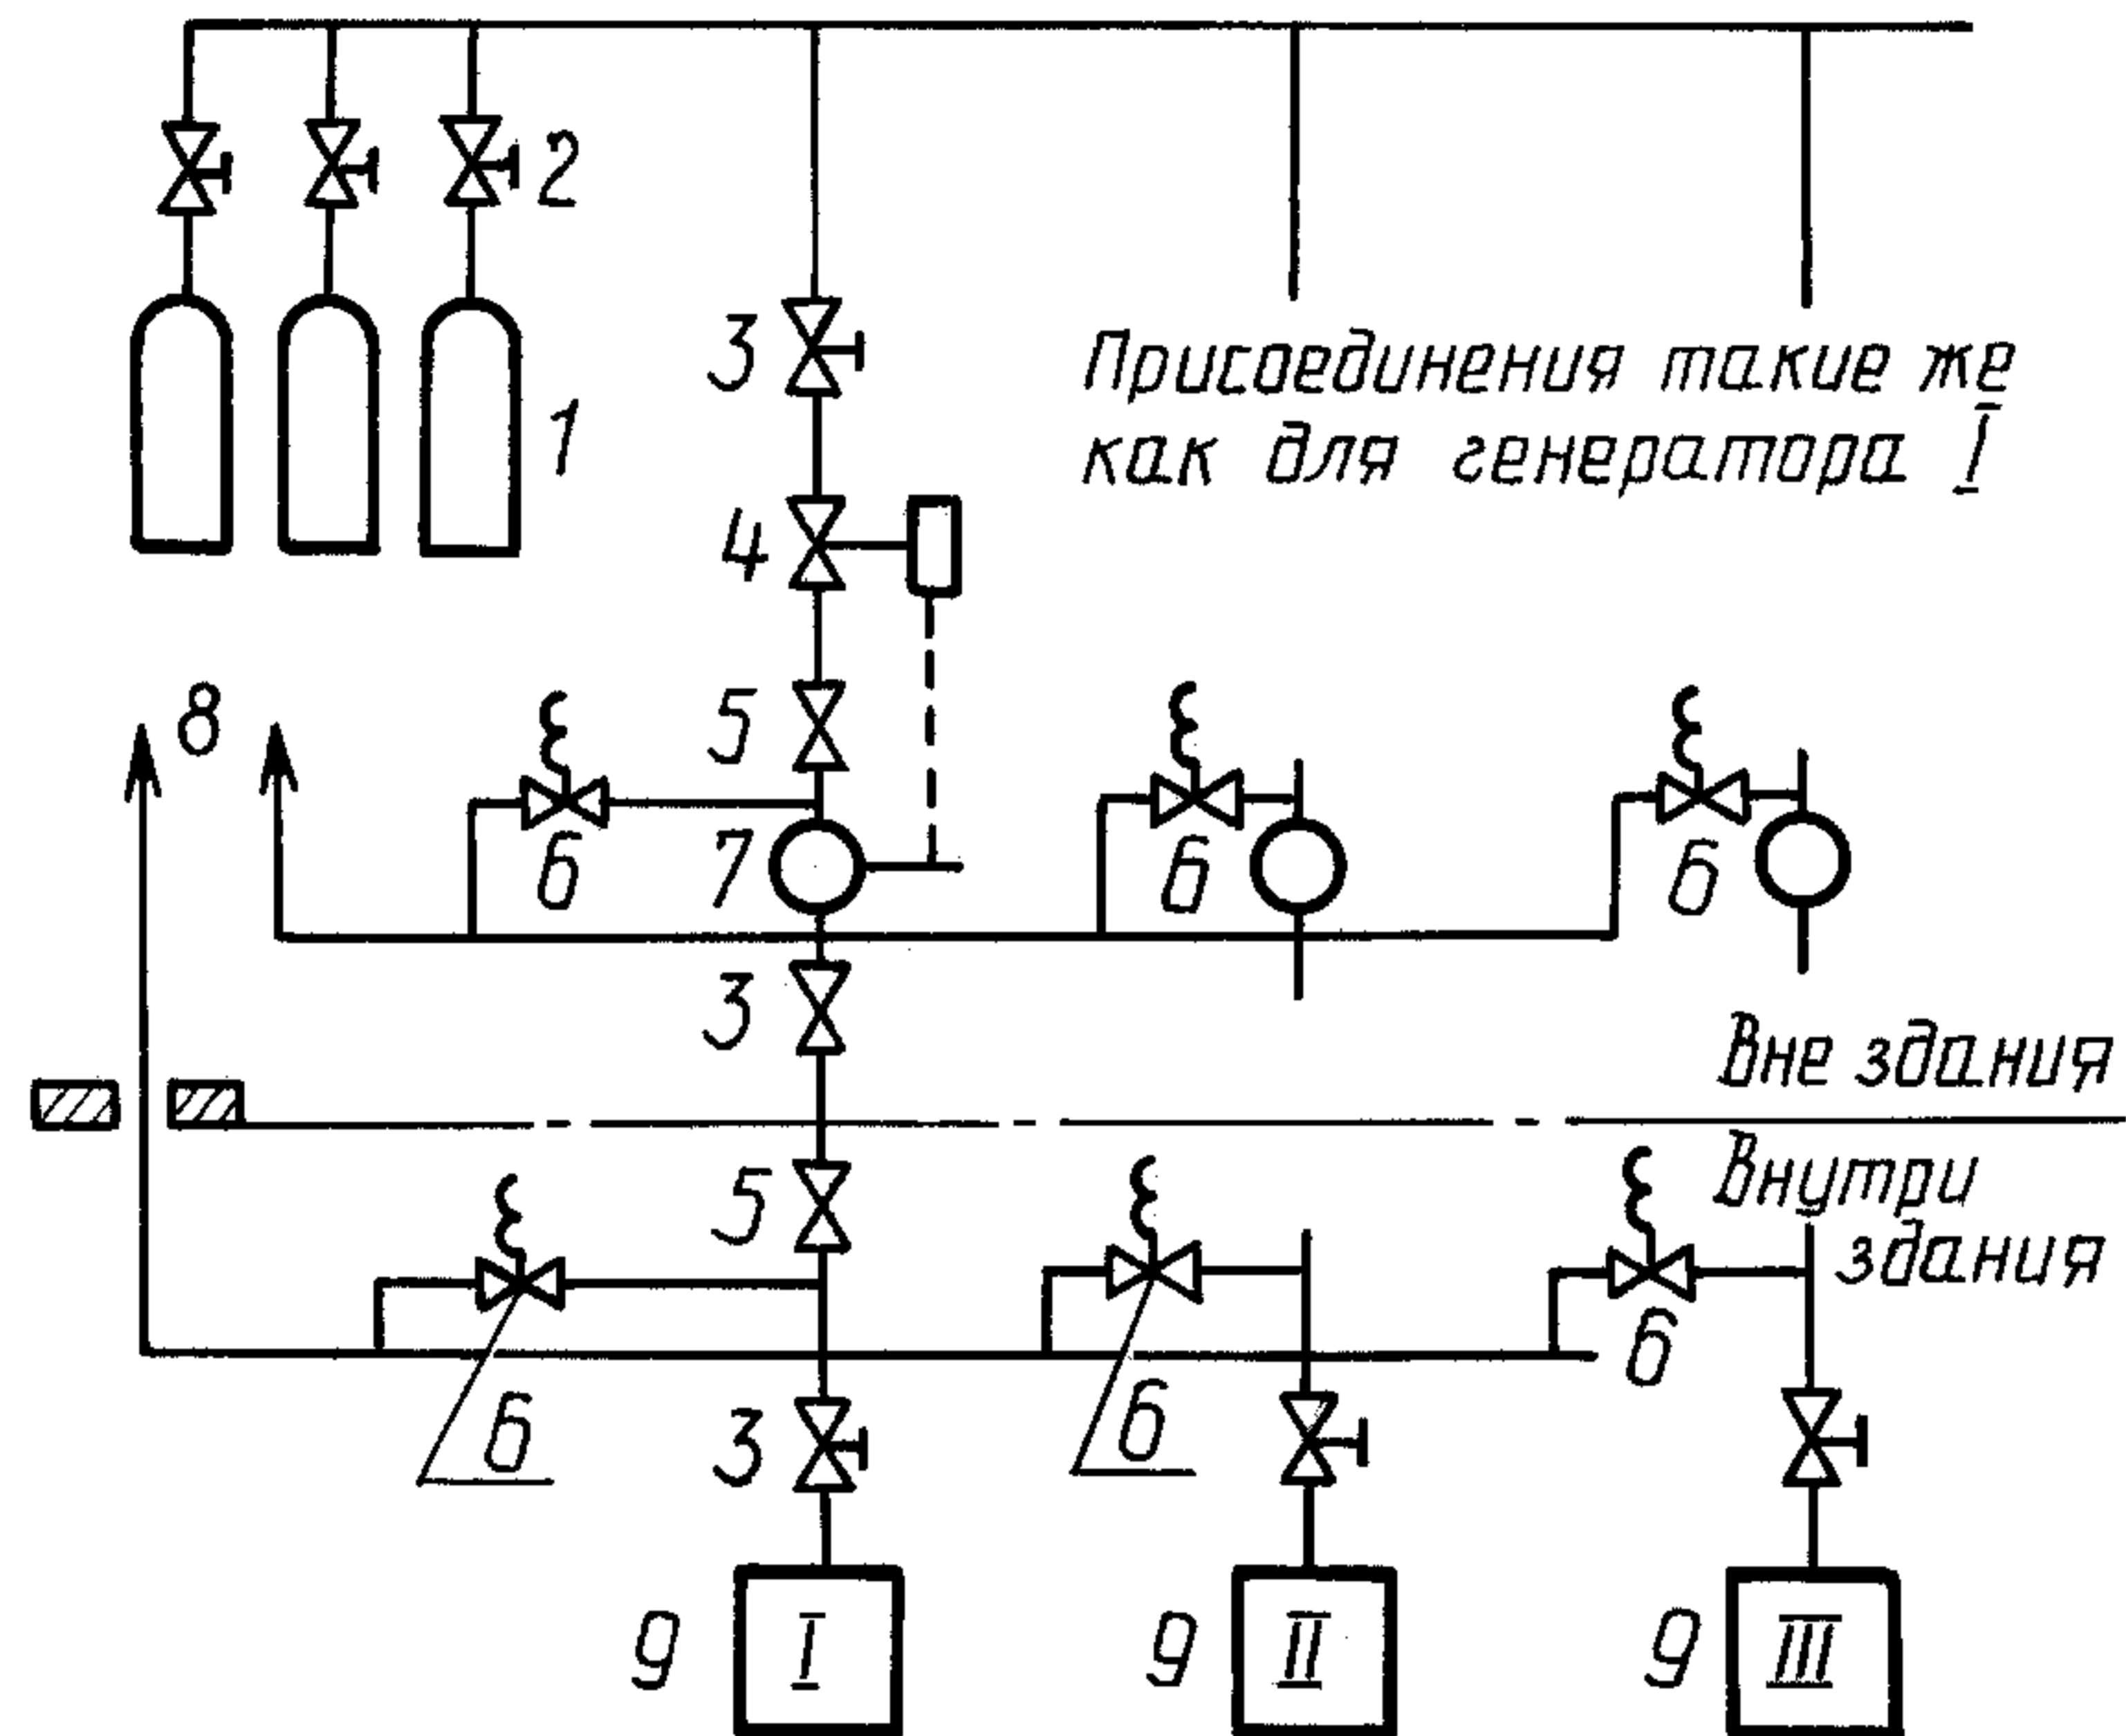 2
3
Присоединения такие же
1
как для генератора I
4
8
5
6
7
6
6
3
Вне здания
Внутри
5
здания
6
6
6
3
9
I
9
II
9
III